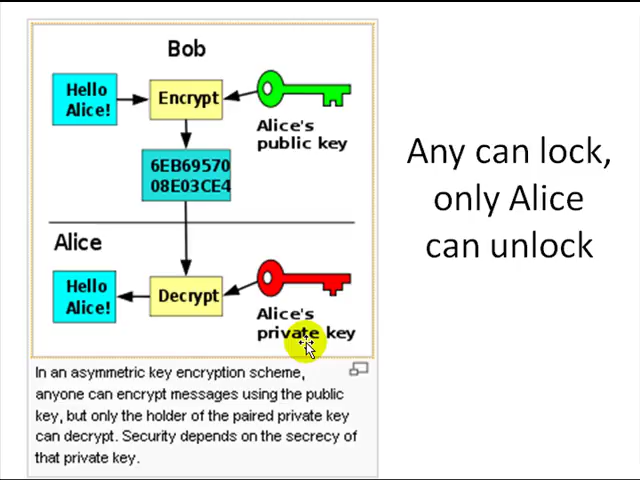 Bob
Hello
Alice!
Encrypt
Alice's
public key
6EB69570
08E03CE4
Alice
Hello
Alice!
Decrypt
Alice's
private key
In an asymmetric key encryption scheme,
anyone can encrypt messages using the public
key, but only the holder of the paired private key
can decrypt. Security depends on the secrecy of
that private key.
Any can lock,
only Alice
can unlock